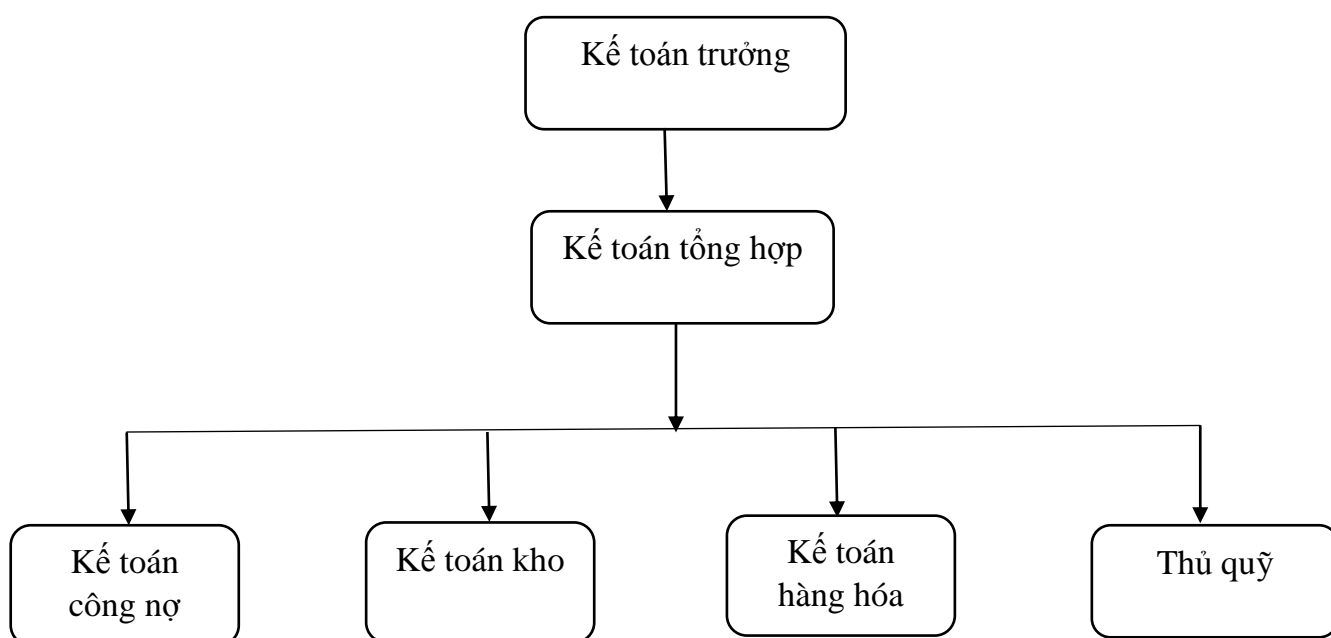 Kế toán trưởng
Kế toán tổng hợp
Kế toán
công nợ
Kế toán kho
Kế toán
hàng hóa
Thủ quỹ